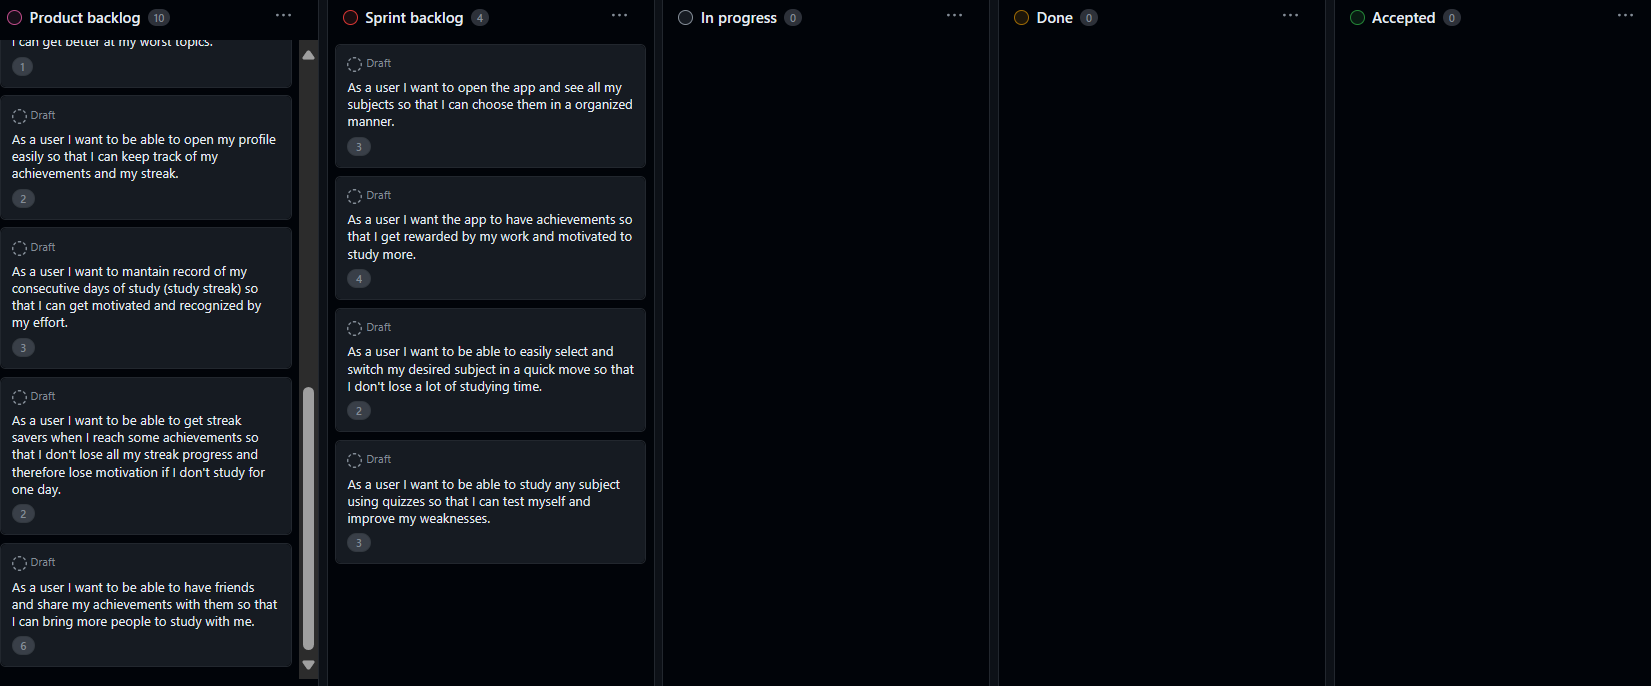 Product backlog 10 ...
I can get better at my worst topics.
1
Draft
As a user I want to be able to open my profile
easily so that I can keep track of my
achievements and my streak.
2
Draft
As a user I want to mantain record of my
consecutive days of study (study streak) so
that I can get motivated and recognized by
my effort.
3
Draft
As a user I want to be able to get streak
savers when I reach some achievements so
that I don't lose all my streak progress and
therefore lose motivation if I don't study for
one day.
2
Draft
As a user I want to be able to have friends
and share my achievements with them so that
I can bring more people to study with me.
6
Sprint backlog 4 ...
Draft
As a user I want to open the app and see all my
subjects so that I can choose them in a organized
manner.
3
Draft
As a user I want the app to have achievements so
that I get rewarded by my work and motivated to
study more.
4
Draft
As a user I want to be able to easily select and
switch my desired subject in a quick move so that
I don't lose a lot of studying time.
2
Draft
As a user I want to be able to study any subject
using quizzes so that I can test myself and
improve my weaknesses.
3
In progress 0 ...
Done 0 ...
Accepted 0 ...